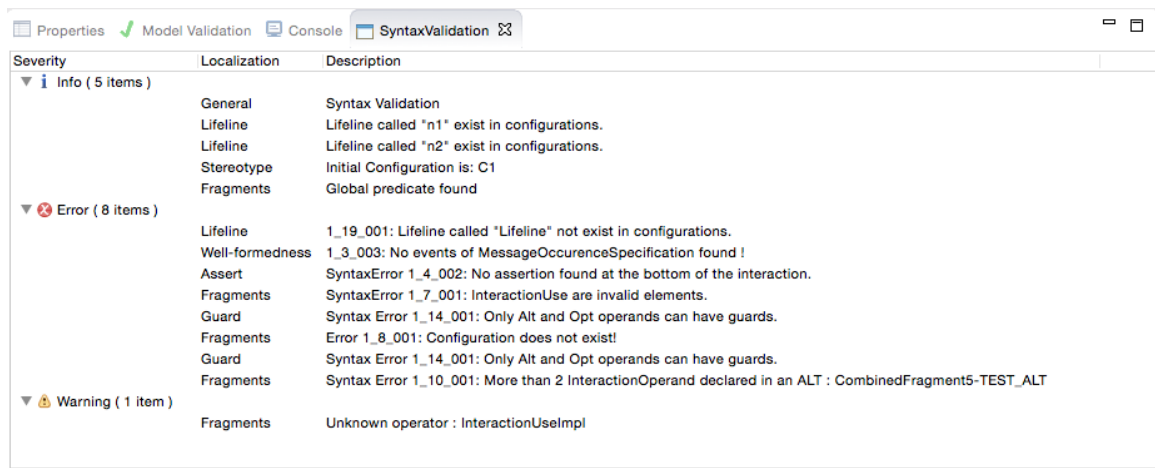 Properties Model Validation Console SyntaxValidation
Severity Localization Description
Info ( 5 items )
General Syntax Validation
Lifeline Lifeline called "n1" exist in configurations.
Lifeline Lifeline called "n2" exist in configurations.
Stereotype Initial Configuration is: C1
Fragments Global predicate found
Error ( 8 items )
Lifeline 1_19_001: Lifeline called "Lifeline" not exist in configurations.
Well-formedness 1_3_003: No events of MessageOccurenceSpecification found !
Assert SyntaxError 1_4_002: No assertion found at the bottom of the interaction.
Fragments SyntaxError 1_7_001: InteractionUse are invalid elements.
Guard Syntax Error 1_14_001: Only Alt and Opt operands can have guards.
Fragments Error 1_8_001: Configuration does not exist!
Guard Syntax Error 1_14_001: Only Alt and Opt operands can have guards.
Fragments Syntax Error 1_10_001: More than 2 InteractionOperand declared in an ALT : CombinedFragment5-TEST_ALT
Warning ( 1 item )
Fragments Unknown operator : InteractionUseImpl